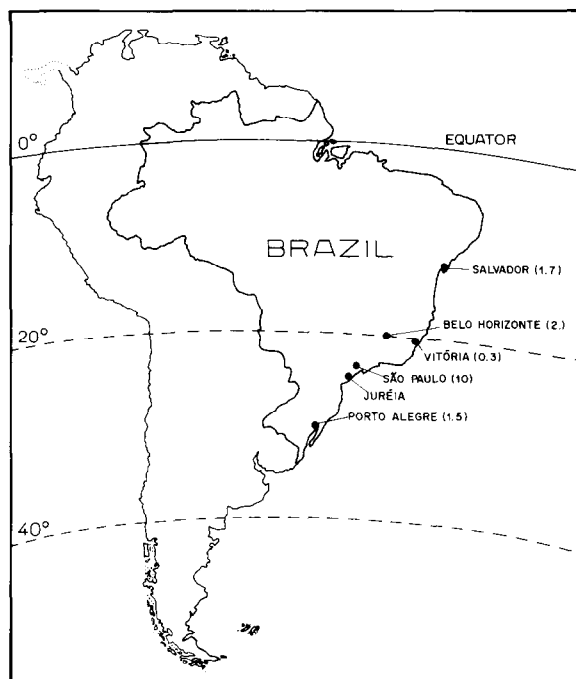 0°
EQUATOR
BRAZIL
SALVADOR (1.7)
BELO HORIZONTE (2.)
20°
VITÓRIA (0.3)
SÃO PAULO (10)
JURÉIA
PORTO ALEGRE (1.5)
40°